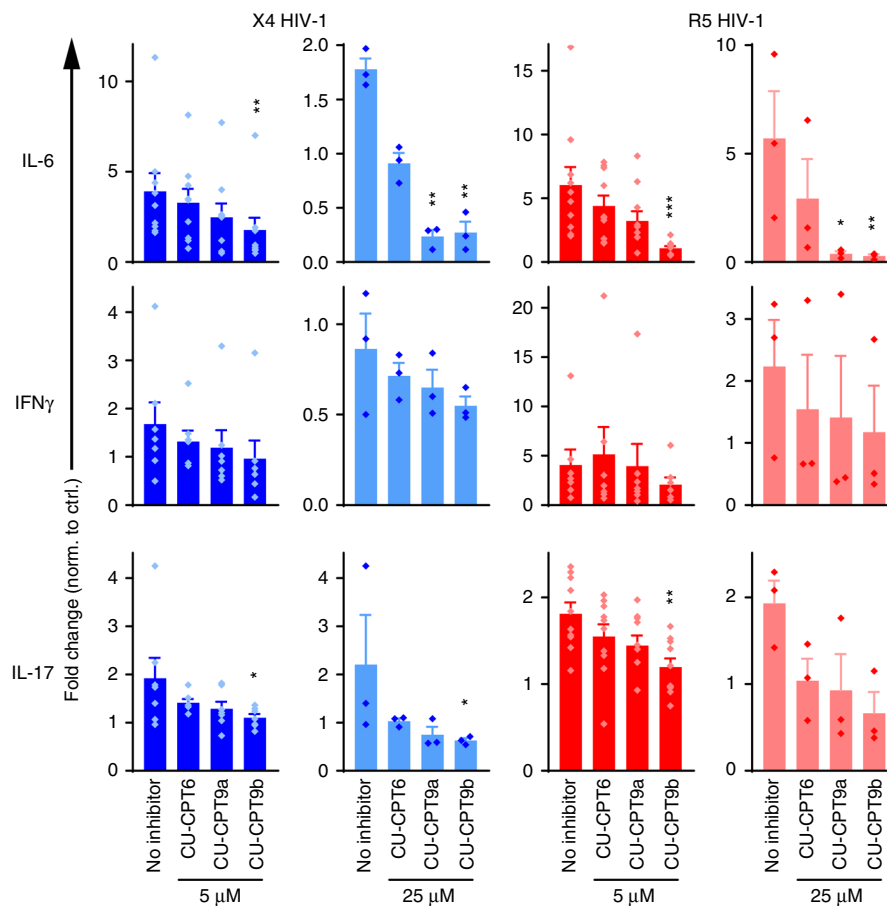 X4 HIV-1 R5 HIV-1
IL-6
10
5
0
**
2.0
1.5
1.0
0.5
0.0
** **
15
10
5
0
***
10
5
0
* **
IFNγ
4
3
2
1
0
1.0
0.5
0.0
20
15
10
5
0
3
2
1
0
IL-17
4
3
2
1
0
*
4
3
2
1
0
*
2
1
0
**
2
1
0
Fold change (norm. to ctrl.)
No inhibitor
CU-CPT6
CU-CPT9a
CU-CPT9b
No inhibitor
CU-CPT6
CU-CPT9a
CU-CPT9b
No inhibitor
CU-CPT6
CU-CPT9a
CU-CPT9b
No inhibitor
CU-CPT6
CU-CPT9a
CU-CPT9b
5 μM 25 μM 5 μM 25 μM